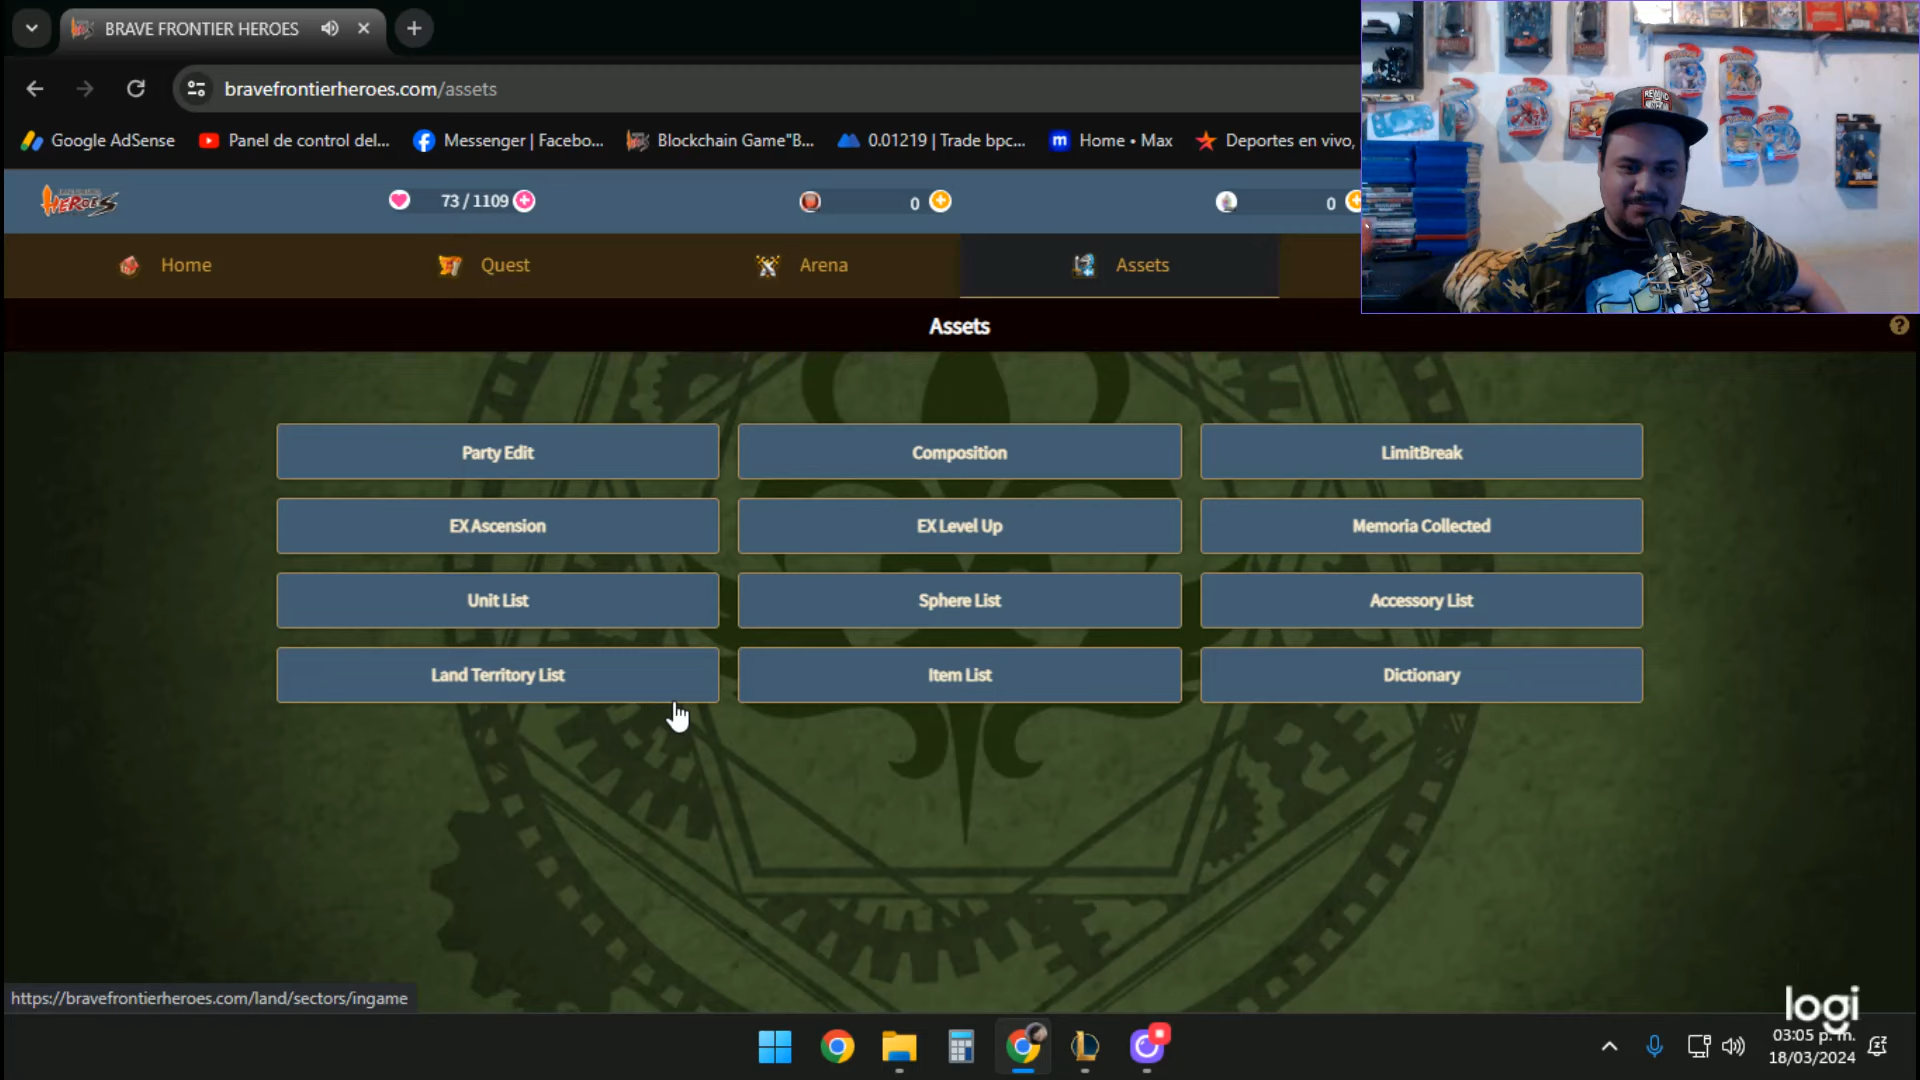 BRAVE FRONTIER HEROES
bravefrontierheroes.com/assets
Google AdSense
Panel de control del...
Messenger | Facebo...
Blockchain Game"B...
0.01219 | Trade bpc...
m
Home • Max
Deportes en vivo,
HEROES
73 / 1109
0
0
REWIND
Home
Quest
Arena
Assets
Assets
?
Party Edit
Composition
LimitBreak
EX Ascension
EX Level Up
Memoria Collected
Unit List
Sphere List
Accessory List
Land Territory List
Item List
Dictionary
https://bravefrontierheroes.com/land/sectors/ingame
logi
03:05 p. m.
18/03/2024